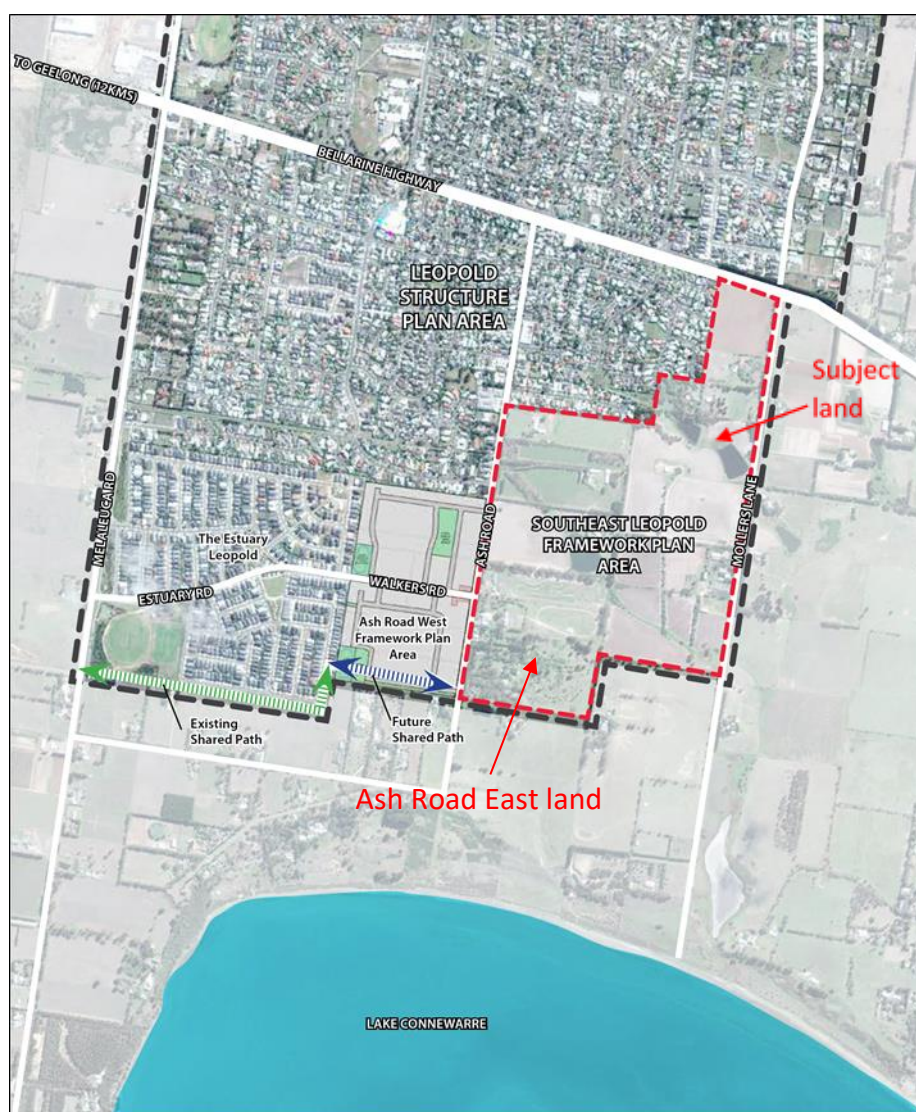 TO GEELONG (12KMS)
BELLARINE HIGHWAY
LEOPOLD
STRUCTURE
PLAN AREA
Subject
land
MELALEUCA RD
ASH ROAD
SOUTHEAST LEOPOLD
FRAMEWORK PLAN
AREA
MOLLERS LANE
The Estuary
Leopold
ESTUARY RD
WALKERS RD
Ash Road West
Framework Plan
Area
Existing
Shared Path
Future
Shared Path
Ash Road East land
LAKE CONNEWARRE